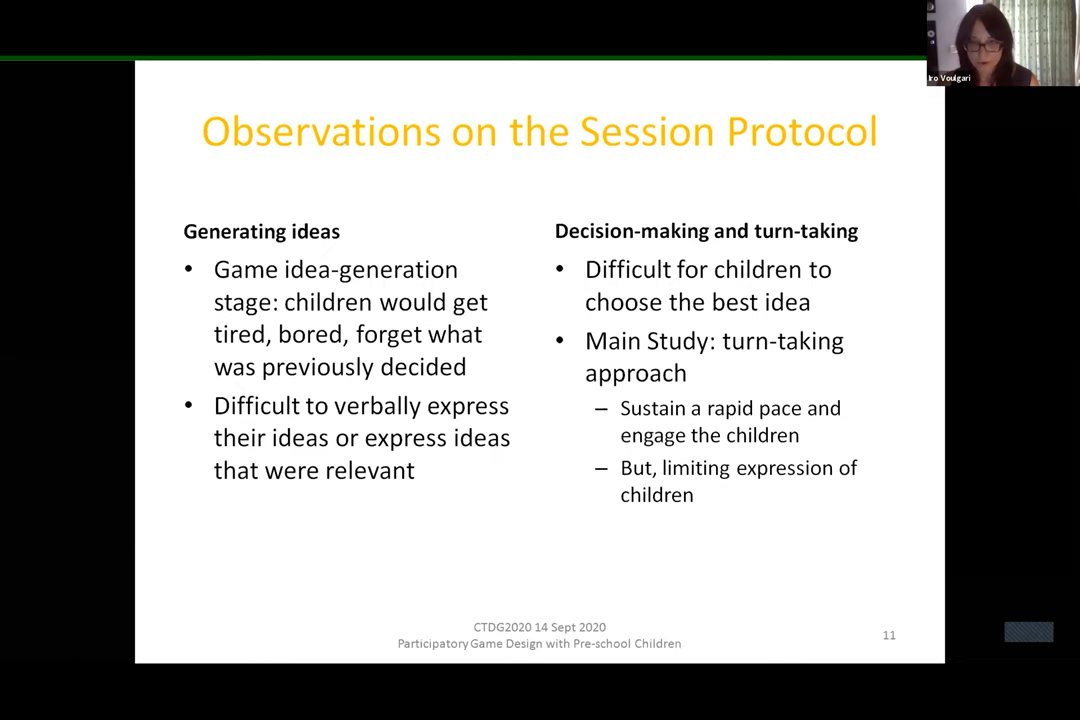 Iro Voulgari
Observations on the Session Protocol
Generating ideas
• Game idea-generation
stage: children would get
tired, bored, forget what
was previously decided
• Difficult to verbally express
their ideas or express ideas
that were relevant
Decision-making and turn-taking
• Difficult for children to
choose the best idea
• Main Study: turn-taking
approach
– Sustain a rapid pace and
engage the children
– But, limiting expression of
children
CTDG2020 14 Sept 2020
Participatory Game Design with Pre-school Children
11